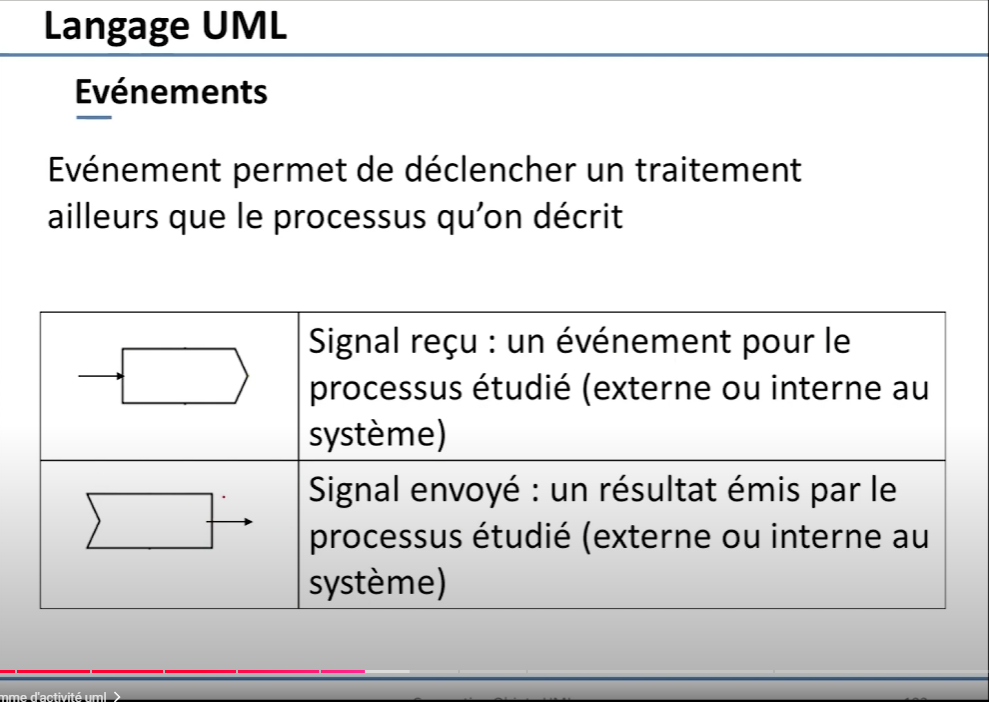 Langage UML
Evénements
Evénement permet de déclencher un traitement
ailleurs que le processus qu’on décrit
Signal reçu : un événement pour le
processus étudié (externe ou interne au
système)
Signal envoyé : un résultat émis par le
processus étudié (externe ou interne au
système)
mme d'activité uml